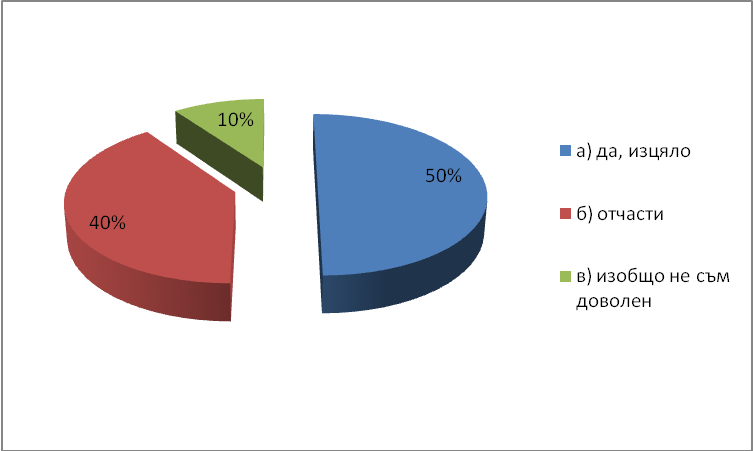 10%
50%
40%
а) да, изцяло
б) отчасти
в) изобщо не съм
доволен